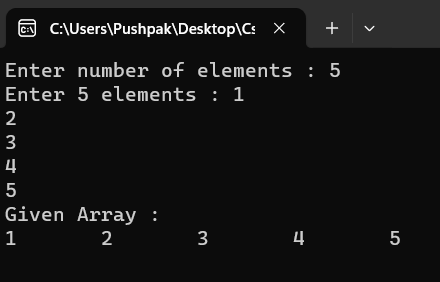 C:\Users\Pushpak\Desktop\Cs
Enter number of elements : 5
Enter 5 elements : 1
2
3
4
5
Given Array :
1 2 3 4 5